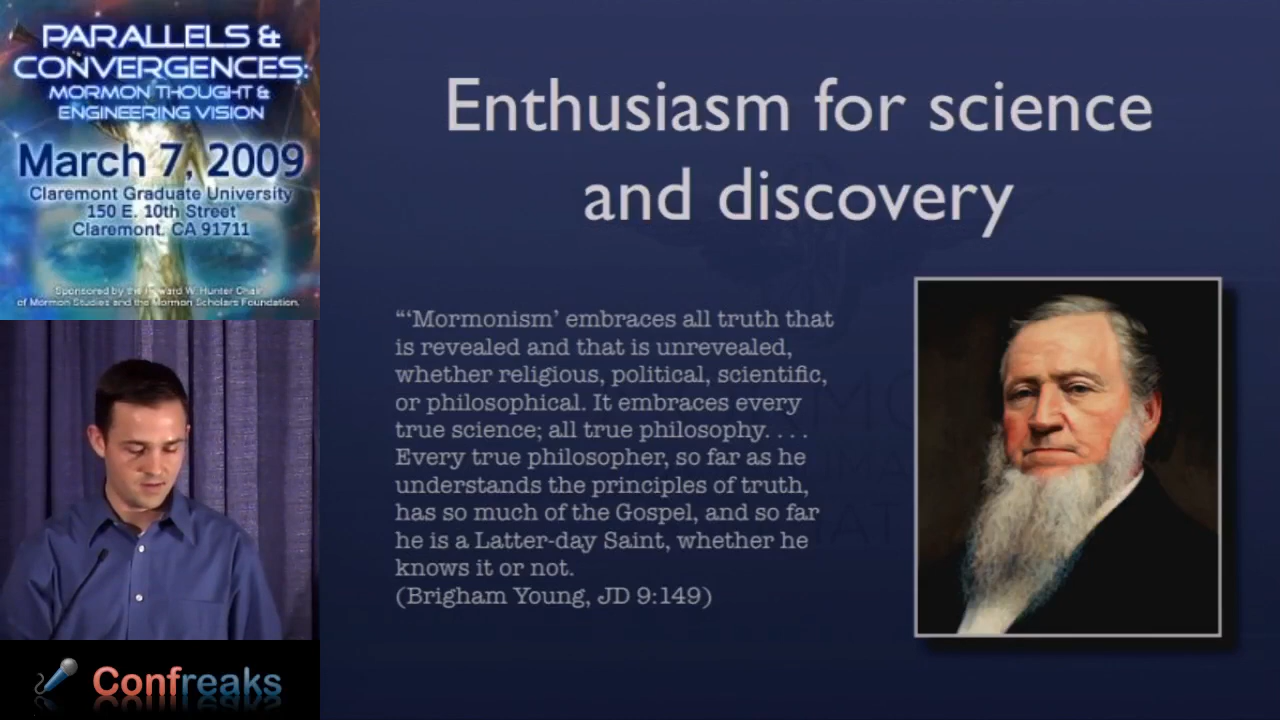 PARALLELS &
CONVERGENCES:
MORMON THOUGHT &
ENGINEERING VISION
March 7, 2009
Claremont Graduate University
150 E. 10th Street
Claremont, CA 91711
Sponsored by the Howard W. Hunter Chair
of Mormon Studies and the Mormon Scholars Foundation.
Confreaks
Enthusiasm for science
and discovery
“‘Mormonism’ embraces all truth that
is revealed and that is unrevealed,
whether religious, political, scientific,
or philosophical. It embraces every
true science; all true philosophy. . . .
Every true philosopher, so far as he
understands the principles of truth,
has so much of the Gospel, and so far
he is a Latter-day Saint, whether he
knows it or not.
(Brigham Young, JD 9:149)